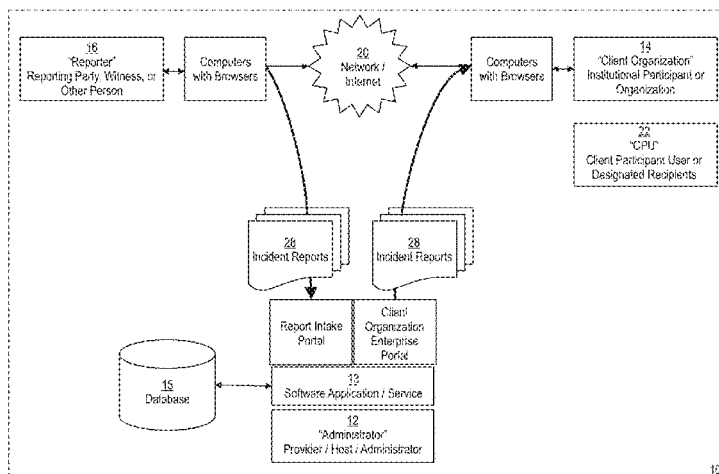 16
"Reporter"
Reporting Party, Witness, or
Other Person
Computers
with Browsers
20
Network /
Internet
Computers
with Browsers
14
"Client Organization"
Institutional Participant or
Organization
22
"CPU"
Client Participant User or
Designated Recipients
28
Incident Reports
28
Incident Reports
Report Intake
Portal
Client
Organization
Enterprise
Portal
15
Database
13
Software Application / Service
12
"Administrator"
Provider / Host / Administrator
10